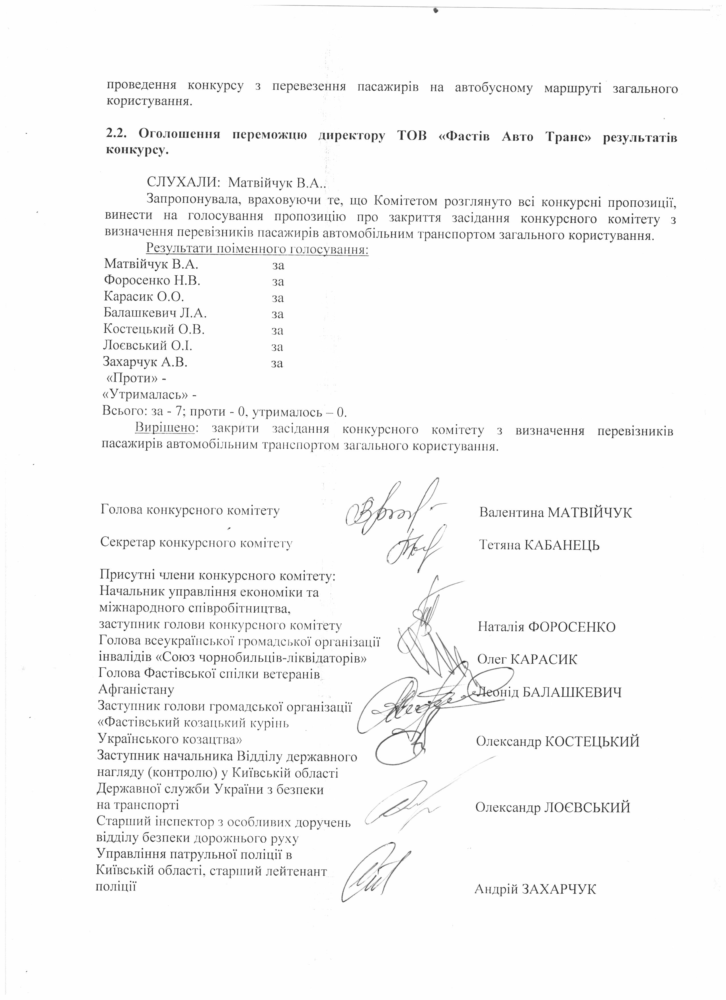 проведення конкурсу з перевезення пасажирів на автобусному маршруті загального
користування.
2.2. Оголошення переможцю директору ТОВ «Фастів Авто Транс» результатів
конкурсу.
СЛУХАЛИ: Матвійчук В.А..
Запропонувала, враховуючи те, що Комітетом розглянуто всі конкурсні пропозиції,
винести на голосування пропозицію про закриття засідання конкурсного комітету з
визначення перевізників пасажирів автомобільним транспортом загального користування.
Результати поіменного голосування:
Матвійчук В.А. за
Форосенко Н.В. за
Карасик О.О. за
Балашкевич Л.А. за
Костецький О.В. за
Лоєвський О.І. за
Захарчук А.В. за
«Проти» -
«Утрималась» -
Всього: за - 7; проти - 0, утрималось – 0.
Вирішено: закрити засідання конкурсного комітету з визначення перевізників
пасажирів автомобільним транспортом загального користування.
Голова конкурсного комітету Валентина МАТВІЙЧУК
Секретар конкурсного комітету Тетяна КАБАНЕЦЬ
Присутні члени конкурсного комітету:
Начальник управління економіки та
міжнародного співробітництва,
заступник голови конкурсного комітету Наталія ФОРОСЕНКО
Голова всеукраїнської громадської організації
інвалідів «Союз чорнобильців-ліквідаторів» Олег КАРАСИК
Голова Фастівської спілки ветеранів
Афганістану Леонід БАЛАШКЕВИЧ
Заступник голови громадської організації
«Фастівський козацький курінь
Українського козацтва» Олександр КОСТЕЦЬКИЙ
Заступник начальника Відділу державного
нагляду (контролю) у Київській області
Державної служби України з безпеки
на транспорті Олександр ЛОЄВСЬКИЙ
Старший інспектор з особливих доручень
відділу безпеки дорожнього руху
Управління патрульної поліції в
Київській області, старший лейтенант
поліції Андрій ЗАХАРЧУК